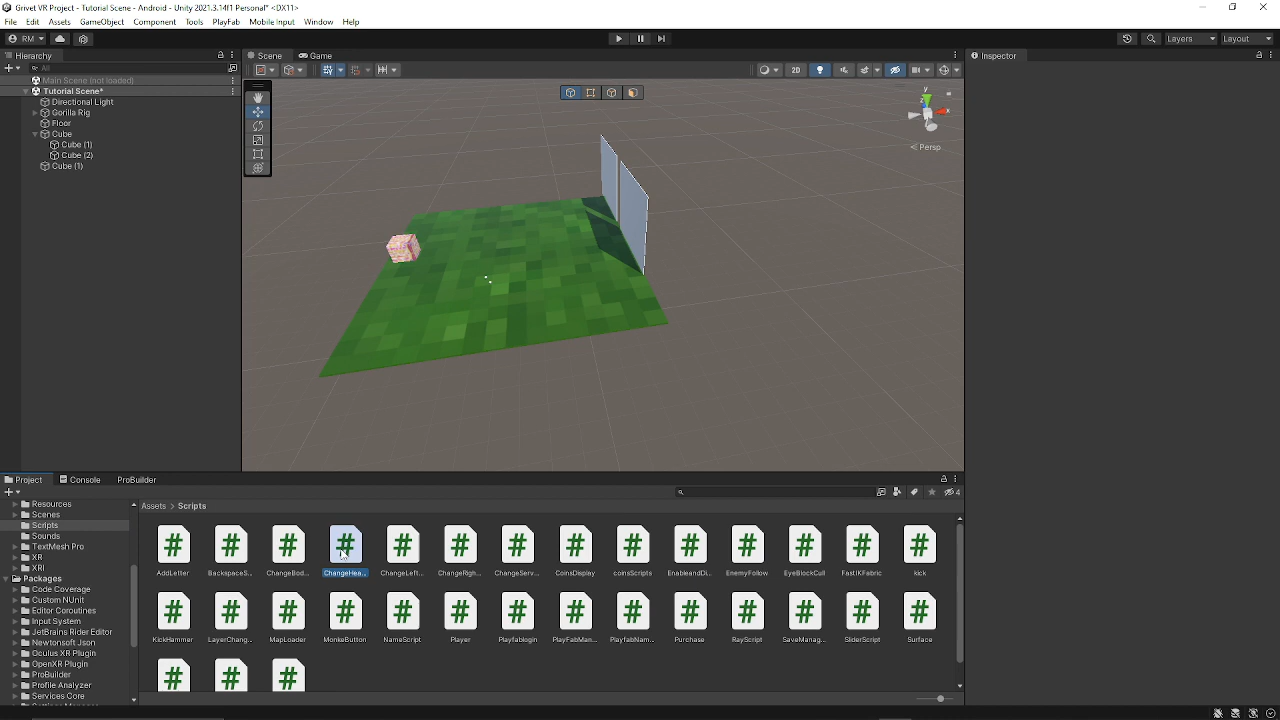 Grivet VR Project - Tutorial Scene - Android - Unity 2021.3.14f1 Personal* <DX11>
File Edit Assets GameObject Component Tools PlayFab Mobile Input Window Help
RM Layers Layout
Hierarchy Scene Game Inspector
All 2D
Main Scene (not loaded)
Tutorial Scene*
Directional Light
Gorilla Rig
Floor
Cube
Cube (1)
Cube (2)
Cube (1)
y
z x
< Persp
Project Console ProBuilder
4
Assets > Scripts
Resources
Scenes
Scripts
Sounds
TextMesh Pro
XR
XRI
Packages
Code Coverage
Custom NUnit
Editor Coroutines
Input System
JetBrains Rider Editor
Newtonsoft Json
Oculus XR Plugin
OpenXR Plugin
ProBuilder
Profile Analyzer
Services Core
AddLetter BackspaceS... ChangeBod... ChangeHea... ChangeLeft... ChangeRigh... ChangeServ... CoinsDisplay coinsScripts EnableandDi... EnemyFollow EyeBlockCull FastIKFabric kick
KickHammer LayerChang... MapLoader MonkeButton NameScript Player Playfablogin PlayFabMan... PlayfabNam... Purchase RayScript SaveManag... SliderScript Surface